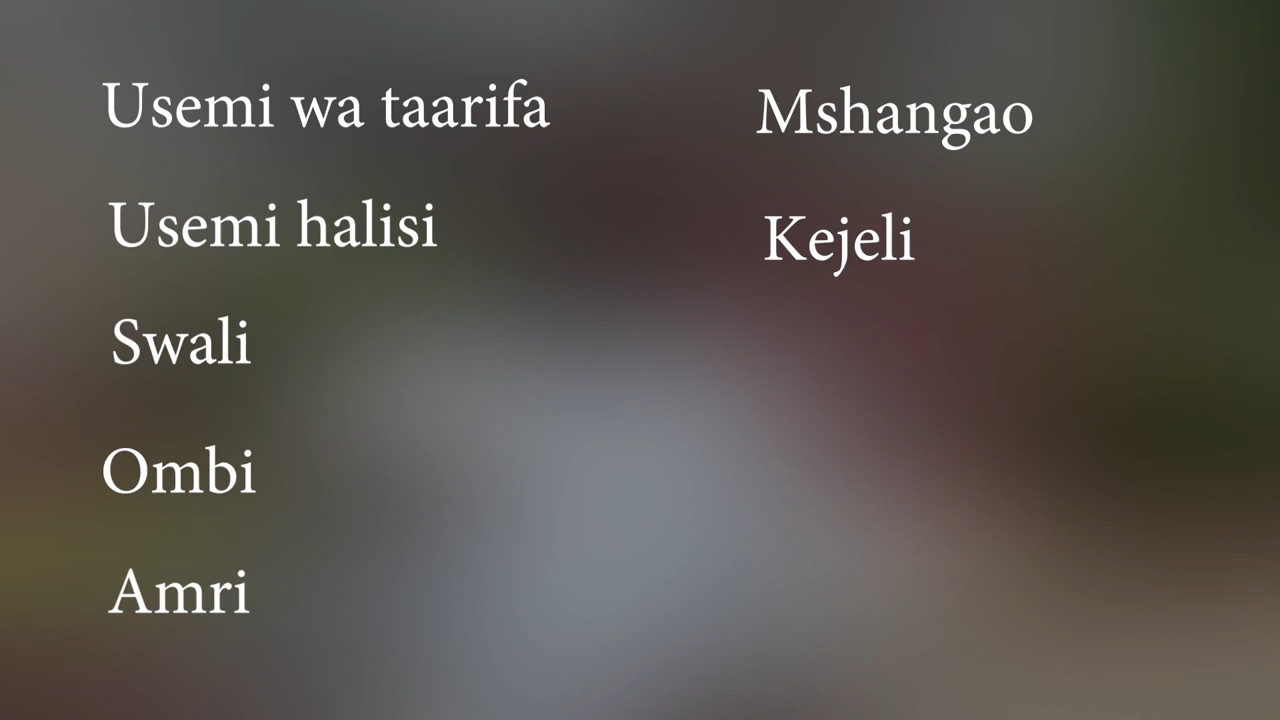 Usemi wa taarifa
Usemi halisi
Swali
Ombi
Amri
Mshangao
Kejeli